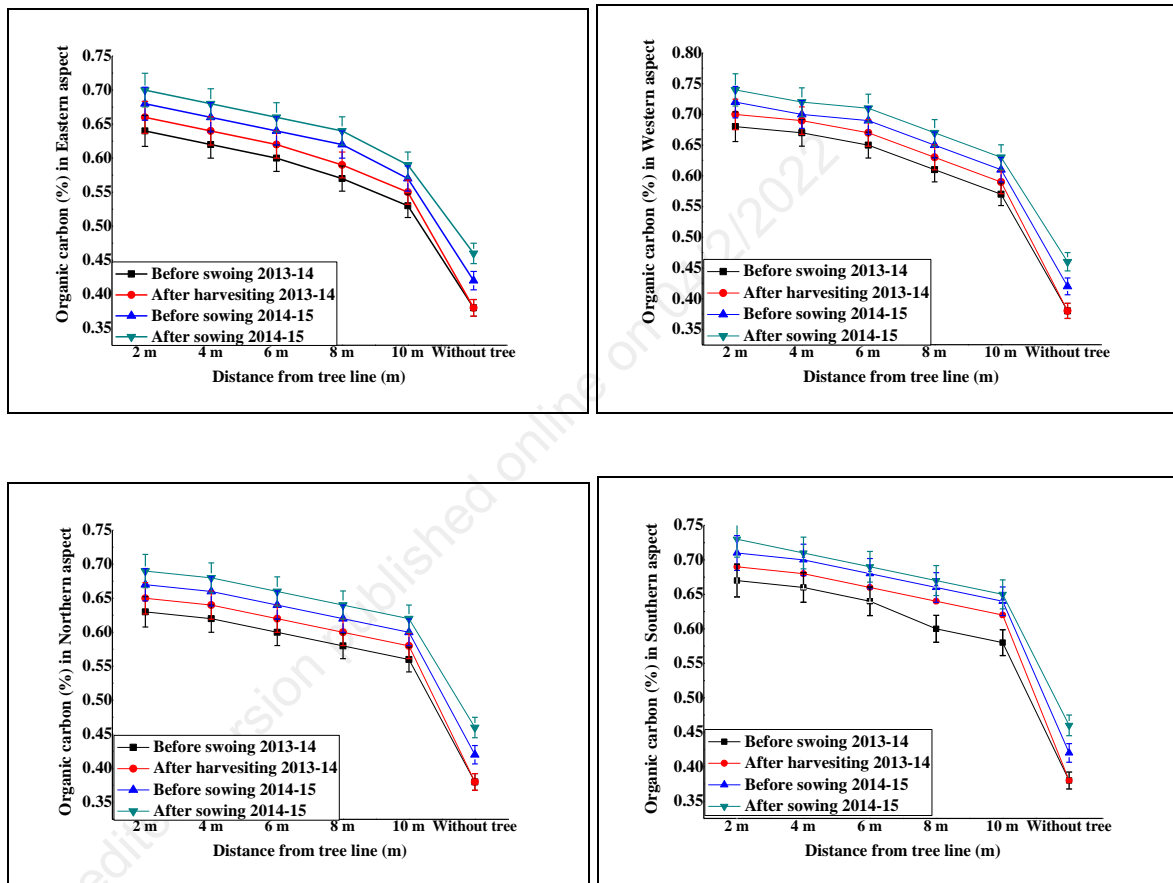 Organic carbon (%) in Eastern aspect
0.75
0.70
0.65
0.60
0.55
0.50
0.45
0.40
0.35
Before swoing 2013-14
After harvesiting 2013-14
Before sowing 2014-15
After sowing 2014-15
2 m 4 m 6 m 8 m 10 m Without tree
Distance from tree line (m)
Organic carbon (%) in Western aspect
0.80
0.75
0.70
0.65
0.60
0.55
0.50
0.45
0.40
0.35
Before swoing 2013-14
After harvesiting 2013-14
Before sowing 2014-15
After sowing 2014-15
2 m 4 m 6 m 8 m 10 m Without tree
Distance from tree line (m)
Organic carbon (%) in Northern aspect
0.75
0.70
0.65
0.60
0.55
0.50
0.45
0.40
0.35
Before swoing 2013-14
After harvesiting 2013-14
Before sowing 2014-15
After sowing 2014-15
2 m 4 m 6 m 8 m 10 m Without tree
Distance from tree line (m)
Organic carbon (%) in Southern aspect
0.75
0.70
0.65
0.60
0.55
0.50
0.45
0.40
0.35
Before swoing 2013-14
After harvesiting 2013-14
Before sowing 2014-15
After sowing 2014-15
2 m 4 m 6 m 8 m 10 m Without tree
Distance from tree line (m)
published online on